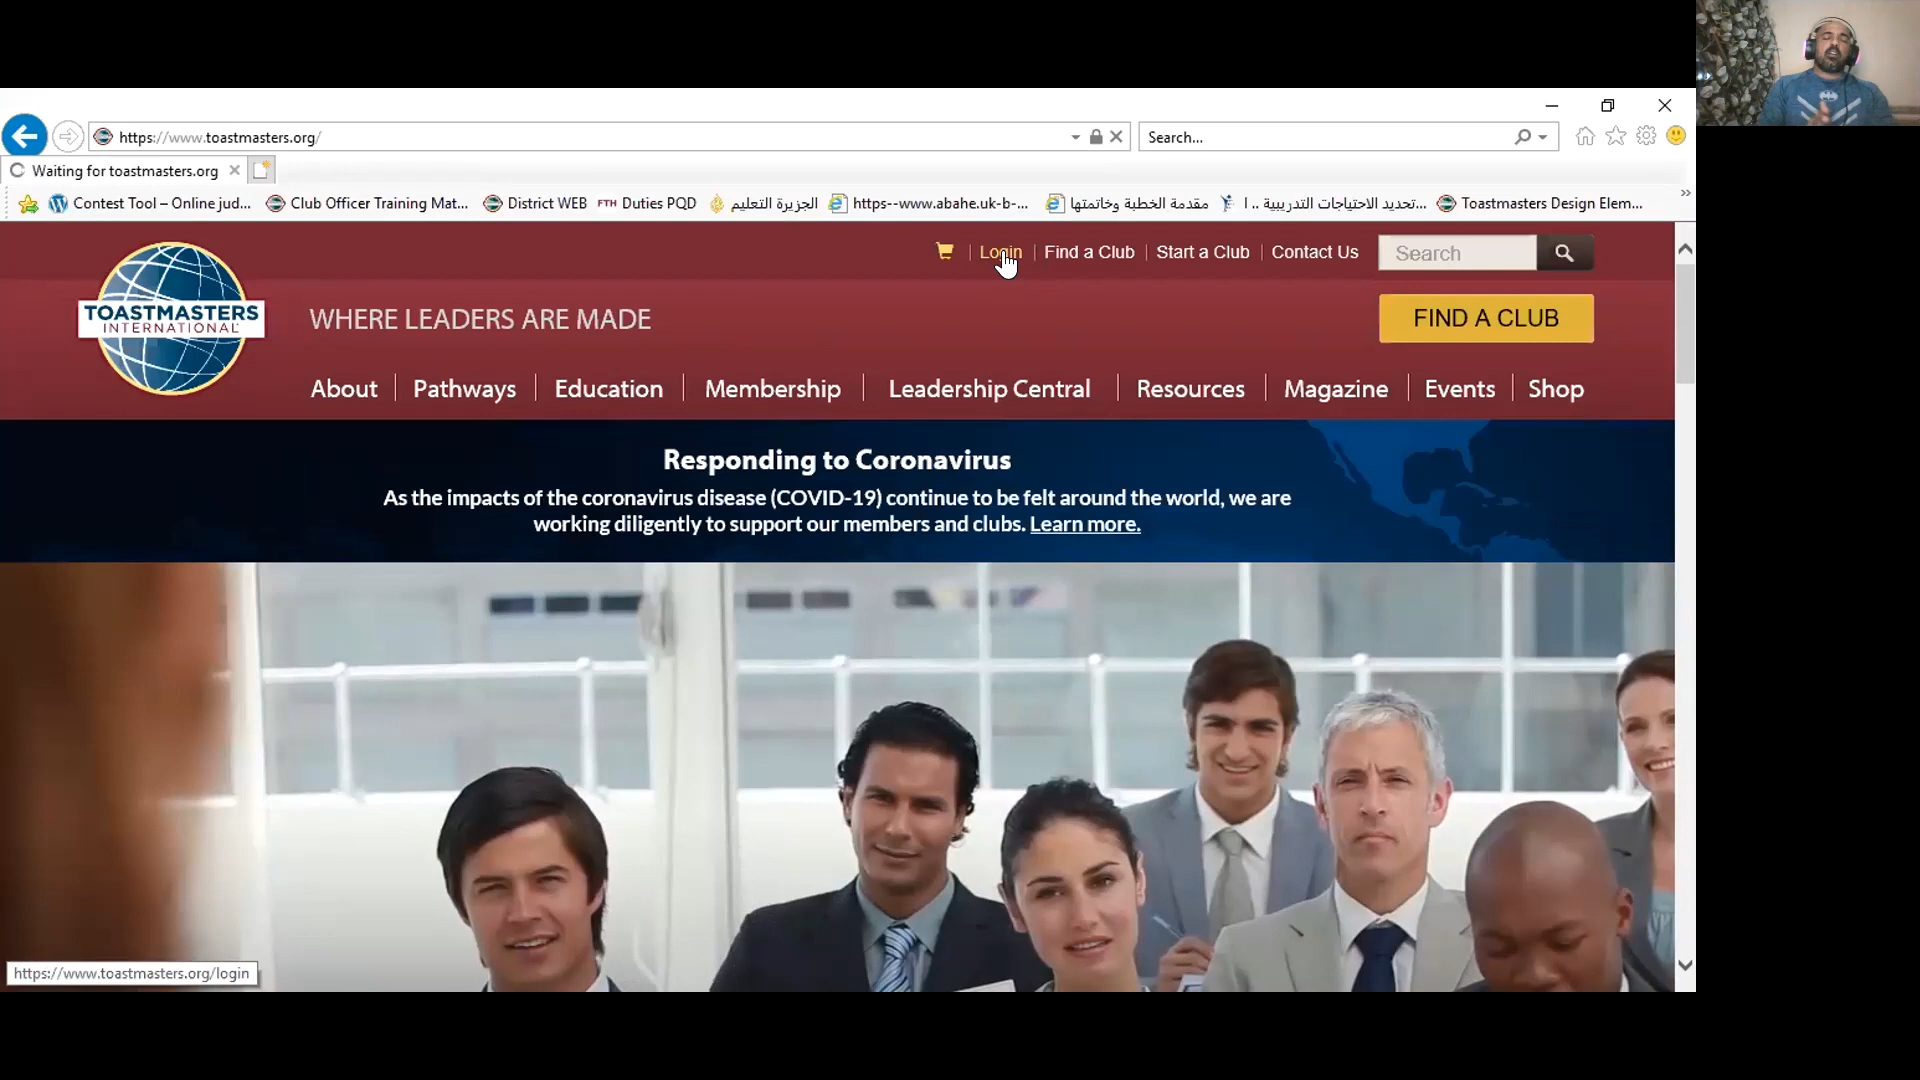 https://www.toastmasters.org/
Search...
Waiting for toastmasters.org
Contest Tool – Online jud...
Club Officer Training Mat...
District WEB
FTH Duties PQD
الجزيرة التعليم
https--www.abahe.uk-b-...
مقدمة الخطبة وخاتمتها
تحديد الاحتياجات التدريبية .. ا...
Toastmasters Design Elem...
Login
Find a Club
Start a Club
Contact Us
Search
TOASTMASTERS
INTERNATIONAL
WHERE LEADERS ARE MADE
FIND A CLUB
About
Pathways
Education
Membership
Leadership Central
Resources
Magazine
Events
Shop
Responding to Coronavirus
As the impacts of the coronavirus disease (COVID-19) continue to be felt around the world, we are
working diligently to support our members and clubs. Learn more.
https://www.toastmasters.org/login